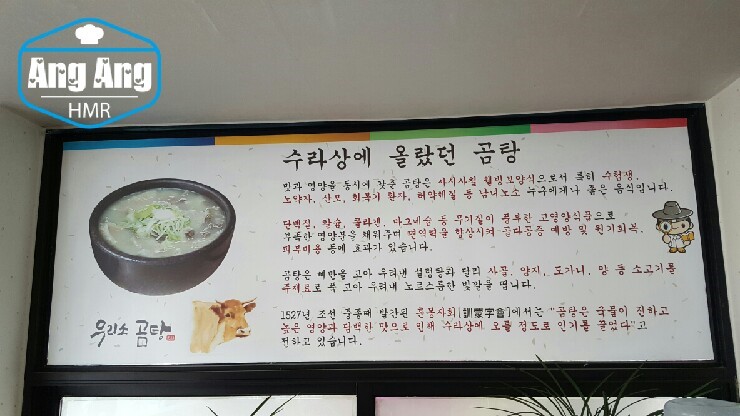 Ang Ang
HMR
수라상에 올랐던 곰탕
맛과 영양을 동시에 갖춘 곰탕은 사시사철 웰빙보양식으로서 특히 수험생,
노약자, 산모, 회복기 환자, 허약체질 등 남녀노소 누구에게나 좋은 음식입니다.
단백질, 칼슘, 콜라겐, 마그네슘 등 무기질이 풍부한 고영양식품으로
부족한 영양분을 채워주며 면역력을 향상시켜 골다공증 예방 및 원기회복,
피부미용 등에 효과가 있습니다.
곰탕은 뼈만을 고아 우려낸 설렁탕과 달리 사골, 양지, 도가니, 양 등 소고기를
주재료로 푹 고아 우려내 노르스름한 빛깔을 띱니다.
1527년 조선 중종때 발간된 훈몽자회[訓蒙字會]에서는 "곰탕은 국물이 진하고
높은 영양과 담백한 맛으로 인해 수라상에 오를 정도로 인기를 끌었다"고
전하고 있습니다.
우리소 곰탕